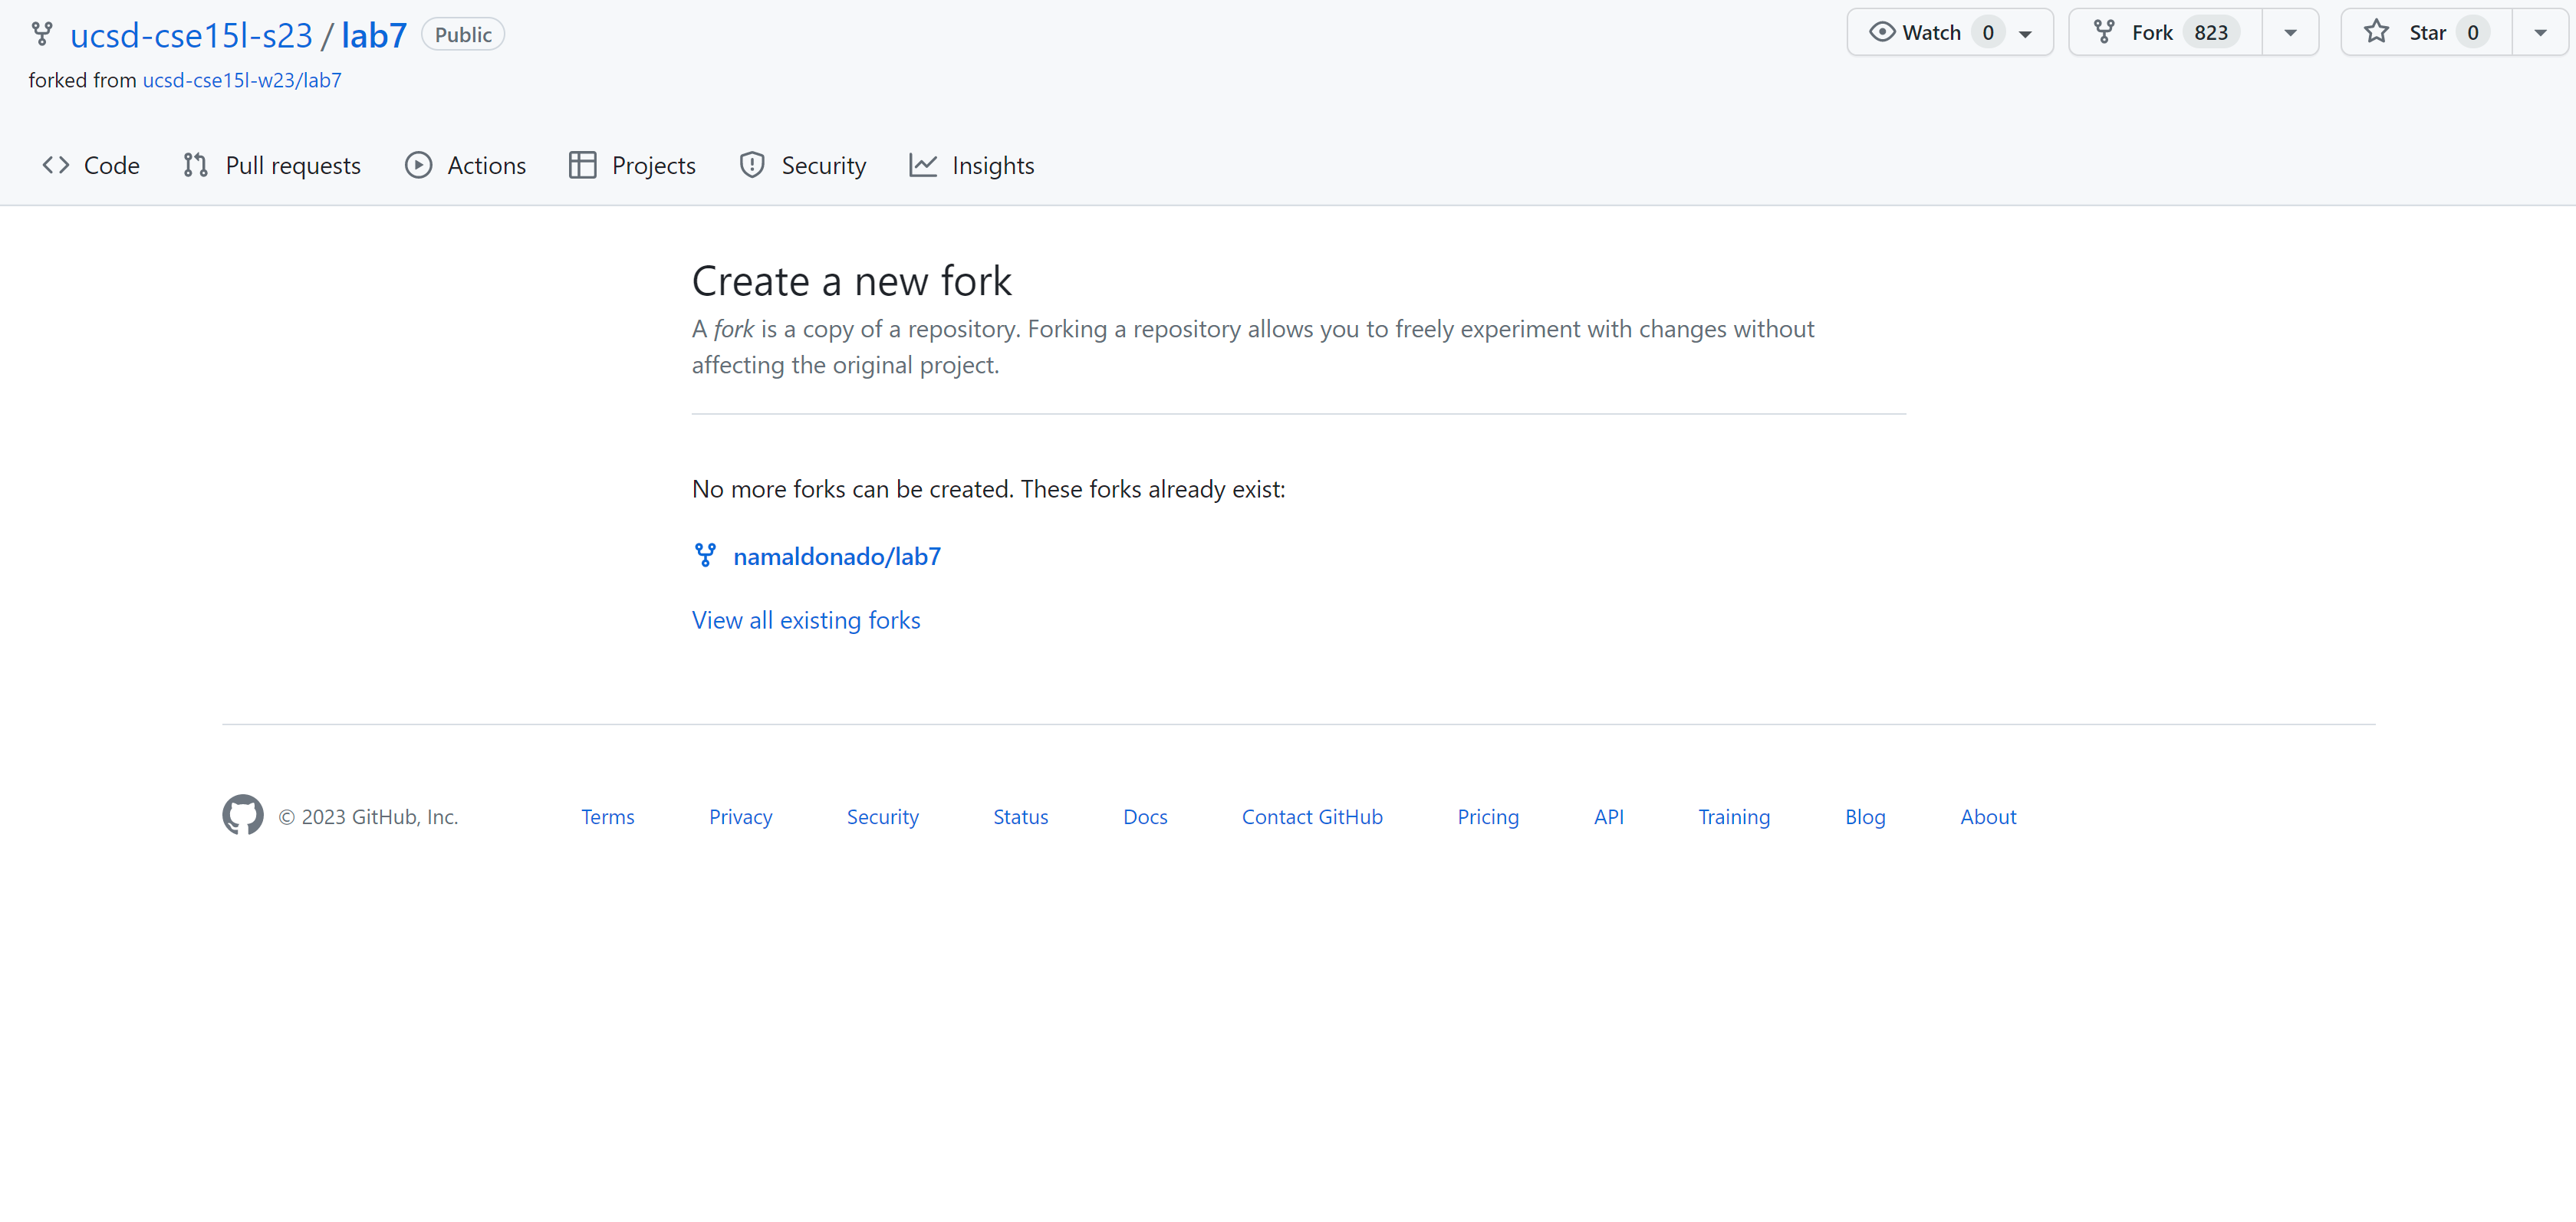 ucsd-cse15l-s23 / lab7 Public Watch 0 Fork 823 Star 0
forked from ucsd-cse15l-w23/lab7
Code Pull requests Actions Projects Security Insights
Create a new fork
A fork is a copy of a repository. Forking a repository allows you to freely experiment with changes without
affecting the original project.
No more forks can be created. These forks already exist:
namaldonado/lab7
View all existing forks
© 2023 GitHub, Inc. Terms Privacy Security Status Docs Contact GitHub Pricing API Training Blog About